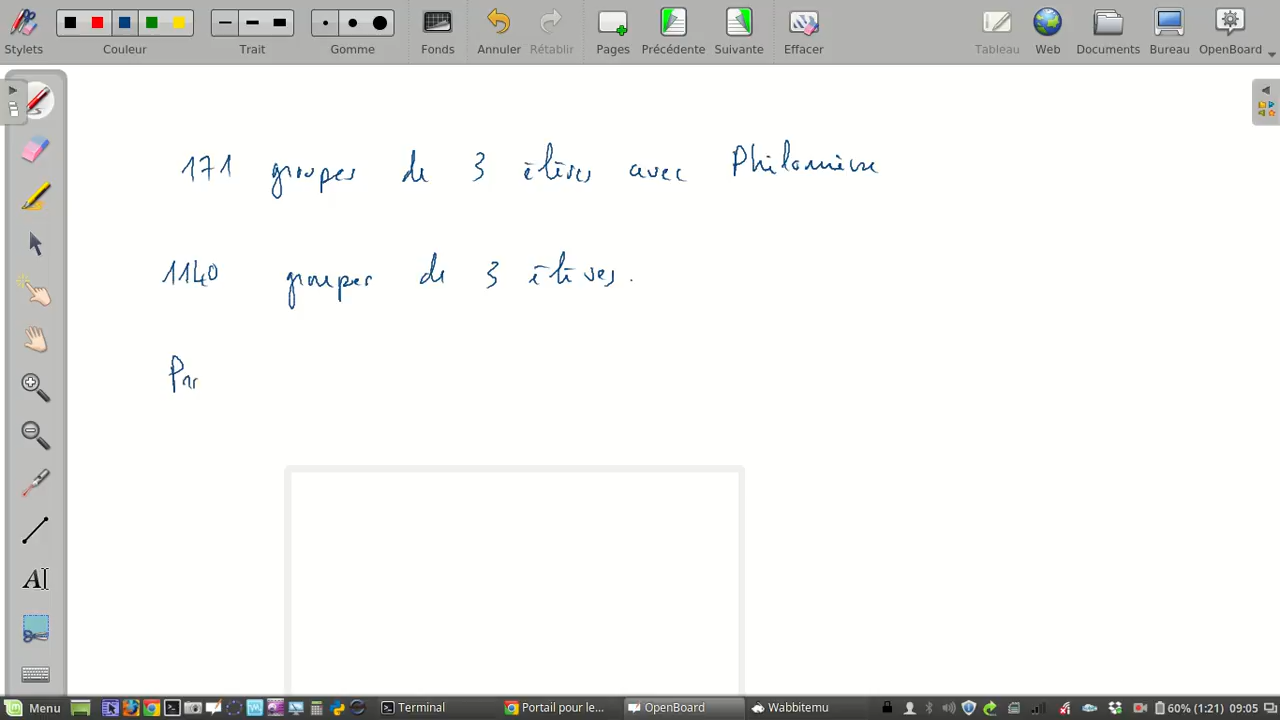 Stylets Couleur Trait Gomme Fonds Annuler Rétablir Pages Précédente Suivante Effacer Tableau Web Documents Bureau OpenBoard
171 groupes de 3 élèves avec Philomène
1140 groupes de 3 élèves.
A
Menu Terminal Portail pour le... OpenBoard Wabbitemu 60% (1:21) 09:05